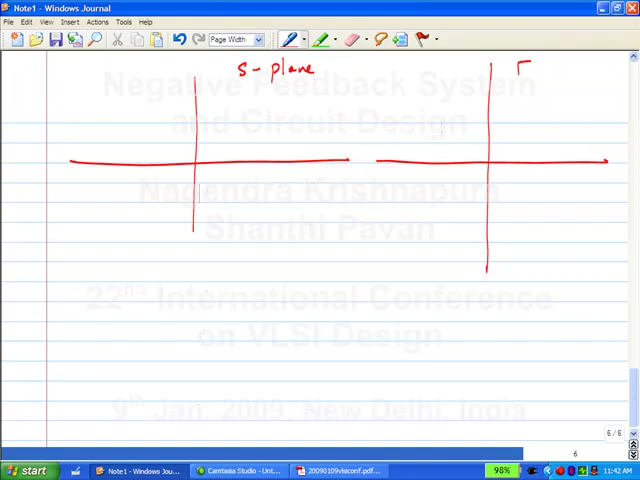 Note1 - Windows Journal
File Edit View Insert Actions Tools Help
Page Width
s-plane
Negative Feedback System
and Circuit Design
Nagendra Krishnapura
Shanthi Pavan
22nd International Conference
on VLSI Design
9th Jan. 2009, New Delhi, India
6/6
6
start
Note1 - Windows Jour...
Camtasia Studio - Unt...
20090109vlsiconf.pdf...
98%
11:42 AM